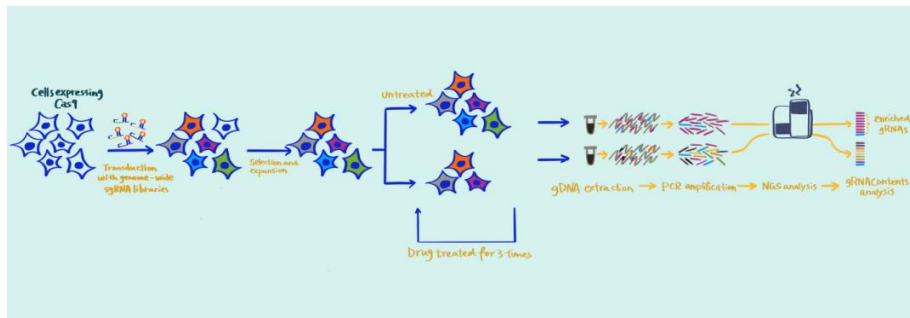 Cells expressing
Cas9
Transduction
with genome-wide
sgRNA libraries
Selection and
expansion
Untreated
Drug treated for 3 times
gDNA extraction
PCR amplification
NGS analysis
gRNA contents
analysis
enriched
gRNAs